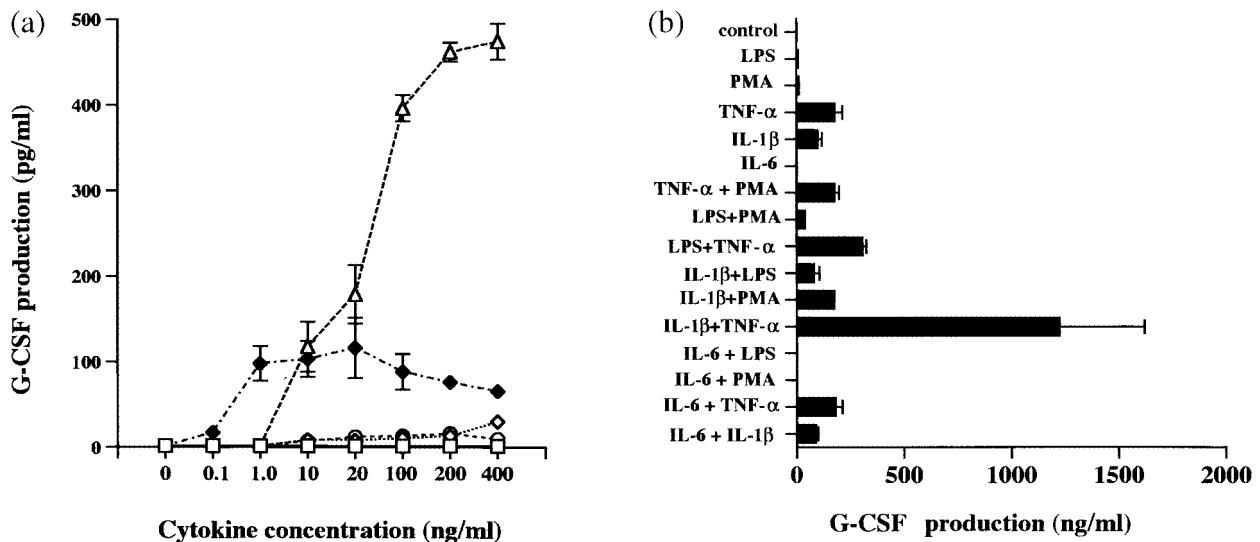 (a)
500
400
300
200
100
0
G-CSF production (pg/ml)
0 0.1 1.0 10 20 100 200 400
Cytokine concentration (ng/ml)
(b)
control
LPS
PMA
TNF-α
IL-1β
IL-6
TNF-α + PMA
LPS+PMA
LPS+TNF-α
IL-1β+LPS
IL-1β+PMA
IL-1β+TNF-α
IL-6 + LPS
IL-6 + PMA
IL-6 + TNF-α
IL-6 + IL-1β
0 500 1000 1500 2000
G-CSF production (ng/ml)